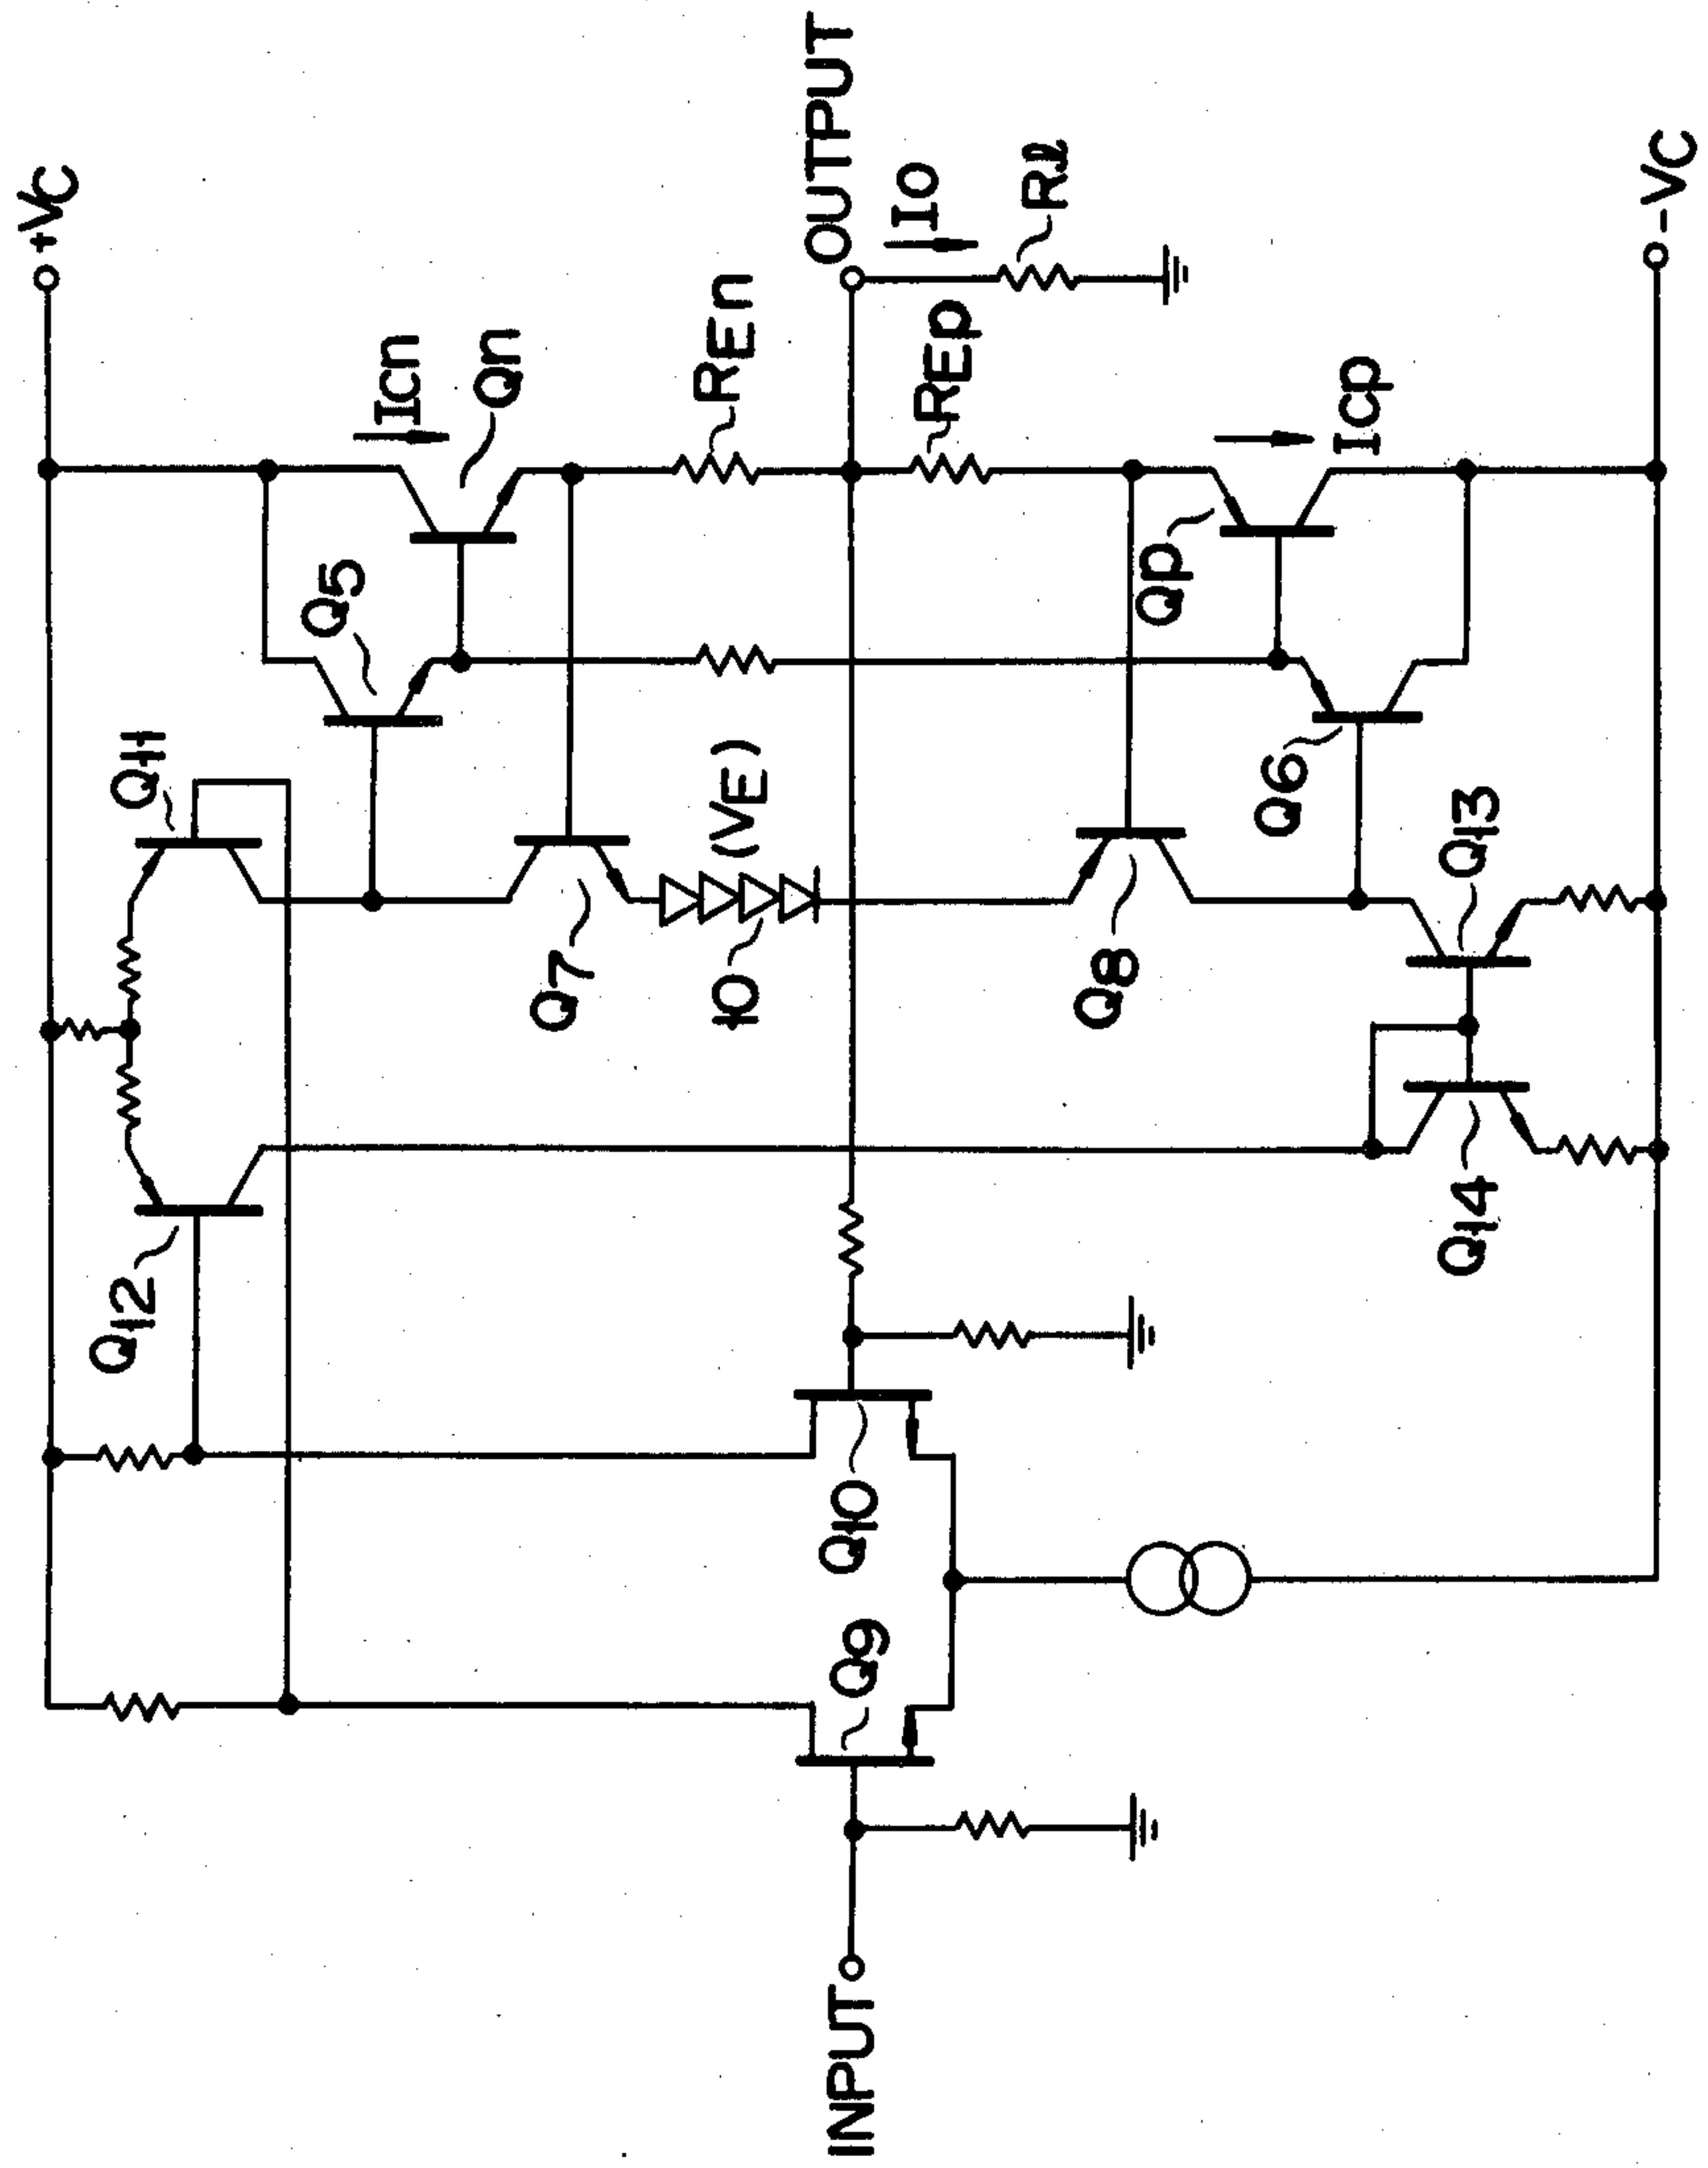 +VC
Q11
Q12
Q5
Icn
Qn
REn
Q7
10
(VE)
OUTPUT
IO
Rℓ
REp
Qp
Icp
Q8
Q6
Q13
Q14
Q10
Q9
INPUT
-VC